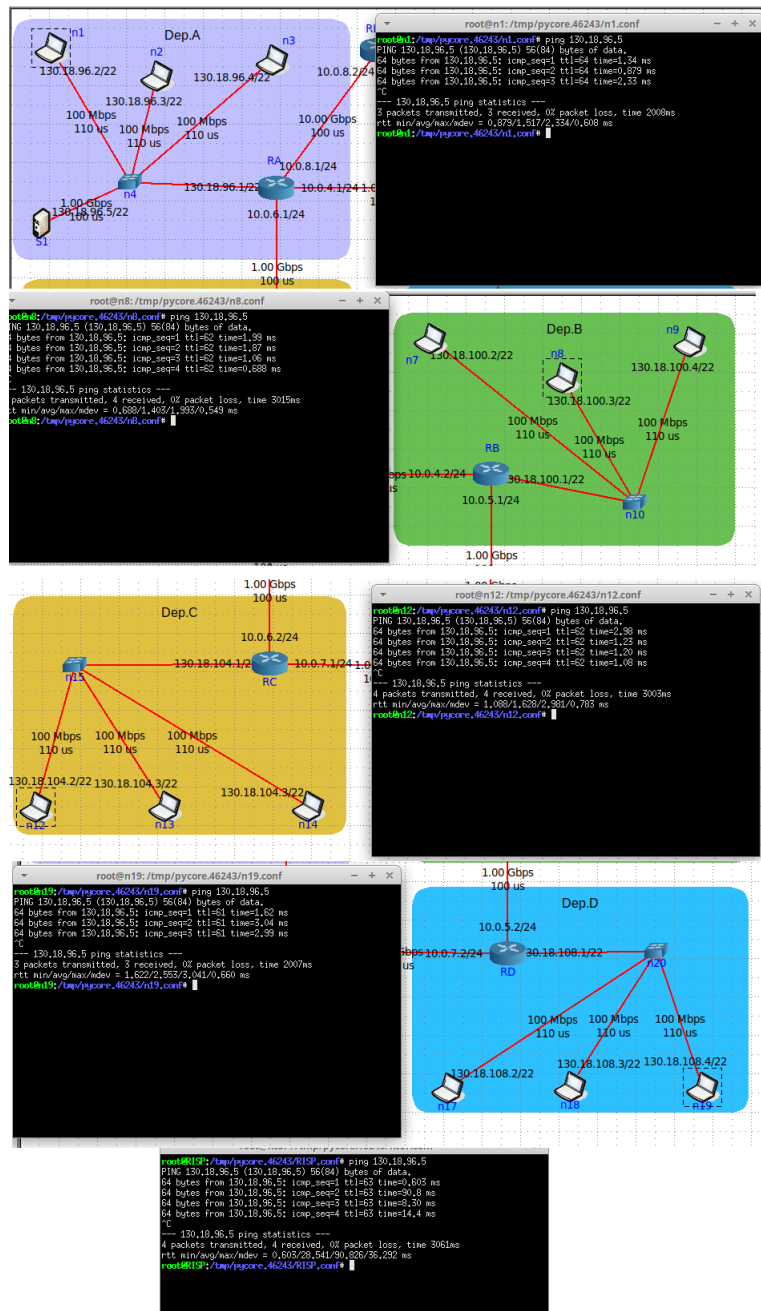 Dep.A
n1
n2
n3
130.18.96.2/22
130.18.96.3/22
130.18.96.4/22
10.0.8.2/24
100 Mbps
110 us
100 Mbps
110 us
100 Mbps
110 us
10.00 Gbps
100 us
RA
10.0.8.1/24
n4
130.18.96.1/22
10.0.4.1/24
1.00 Gbps
100 us
130.18.96.5/22
S1
10.0.6.1/24
1.00 Gbps
100 us
root@n1: /tmp/pycore.46243/n1.conf
root@n1:/tmp/pycore.46243/n1.conf# ping 130.18.96.5
PING 130.18.96.5 (130.18.96.5) 56(84) bytes of data.
64 bytes from 130.18.96.5: icmp_seq=1 ttl=64 time=1.34 ms
64 bytes from 130.18.96.5: icmp_seq=2 ttl=64 time=0.879 ms
64 bytes from 130.18.96.5: icmp_seq=3 ttl=64 time=2.33 ms
^C
--- 130.18.96.5 ping statistics ---
3 packets transmitted, 3 received, 0% packet loss, time 2008ms
rtt min/avg/max/mdev = 0.879/1.517/2.334/0.608 ms
root@n1:/tmp/pycore.46243/n1.conf#
root@n8: /tmp/pycore.46243/n8.conf
root@n8:/tmp/pycore.46243/n8.conf# ping 130.18.96.5
ING 130.18.96.5 (130.18.96.5) 56(84) bytes of data.
4 bytes from 130.18.96.5: icmp_seq=1 ttl=62 time=1.99 ms
4 bytes from 130.18.96.5: icmp_seq=2 ttl=62 time=1.87 ms
4 bytes from 130.18.96.5: icmp_seq=3 ttl=62 time=1.06 ms
4 bytes from 130.18.96.5: icmp_seq=4 ttl=62 time=0.688 ms
-- 130.18.96.5 ping statistics ---
packets transmitted, 4 received, 0% packet loss, time 3015ms
tt min/avg/max/mdev = 0.688/1.403/1.993/0.549 ms
root@n8:/tmp/pycore.46243/n8.conf#
Dep.B
n7
n8
n9
130.18.100.2/22
130.18.100.3/22
130.18.100.4/22
100 Mbps
110 us
100 Mbps
110 us
100 Mbps
110 us
RB
10.0.4.2/24
30.18.100.1/22
10.0.5.1/24
n10
1.00 Gbps
1.00 Gbps
100 us
Dep.C
10.0.6.2/24
130.18.104.1/2
10.0.7.1/24
n15
RC
100 Mbps
110 us
100 Mbps
110 us
100 Mbps
110 us
130.18.104.2/22
130.18.104.3/22
130.18.104.3/22
n12
n13
n14
root@n12: /tmp/pycore.46243/n12.conf
root@n12:/tmp/pycore.46243/n12.conf# ping 130.18.96.5
PING 130.18.96.5 (130.18.96.5) 56(84) bytes of data.
64 bytes from 130.18.96.5: icmp_seq=1 ttl=62 time=2.98 ms
64 bytes from 130.18.96.5: icmp_seq=2 ttl=62 time=1.23 ms
64 bytes from 130.18.96.5: icmp_seq=3 ttl=62 time=1.20 ms
64 bytes from 130.18.96.5: icmp_seq=4 ttl=62 time=1.08 ms
^C
--- 130.18.96.5 ping statistics ---
4 packets transmitted, 4 received, 0% packet loss, time 3003ms
rtt min/avg/max/mdev = 1.088/1.628/2.981/0.783 ms
root@n12:/tmp/pycore.46243/n12.conf#
root@n19: /tmp/pycore.46243/n19.conf
root@n19:/tmp/pycore.46243/n19.conf# ping 130.18.96.5
PING 130.18.96.5 (130.18.96.5) 56(84) bytes of data.
64 bytes from 130.18.96.5: icmp_seq=1 ttl=61 time=1.62 ms
64 bytes from 130.18.96.5: icmp_seq=2 ttl=61 time=3.04 ms
64 bytes from 130.18.96.5: icmp_seq=3 ttl=61 time=2.99 ms
^C
--- 130.18.96.5 ping statistics ---
3 packets transmitted, 3 received, 0% packet loss, time 2007ms
rtt min/avg/max/mdev = 1.622/2.553/3.041/0.660 ms
root@n19:/tmp/pycore.46243/n19.conf#
1.00 Gbps
100 us
Dep.D
10.0.5.2/24
10.0.7.2/24
30.18.108.1/22
RD
n20
100 Mbps
110 us
100 Mbps
110 us
100 Mbps
110 us
130.18.108.2/22
130.18.108.3/22
130.18.108.4/22
n17
n18
n19
root@RISP:/tmp/pycore.46243/RISP.conf# ping 130.18.96.5
PING 130.18.96.5 (130.18.96.5) 56(84) bytes of data.
64 bytes from 130.18.96.5: icmp_seq=1 ttl=63 time=0.603 ms
64 bytes from 130.18.96.5: icmp_seq=2 ttl=63 time=90.8 ms
64 bytes from 130.18.96.5: icmp_seq=3 ttl=63 time=8.30 ms
64 bytes from 130.18.96.5: icmp_seq=4 ttl=63 time=14.4 ms
^C
--- 130.18.96.5 ping statistics ---
4 packets transmitted, 4 received, 0% packet loss, time 3061ms
rtt min/avg/max/mdev = 0.603/28.541/90.826/36.292 ms
root@RISP:/tmp/pycore.46243/RISP.conf#